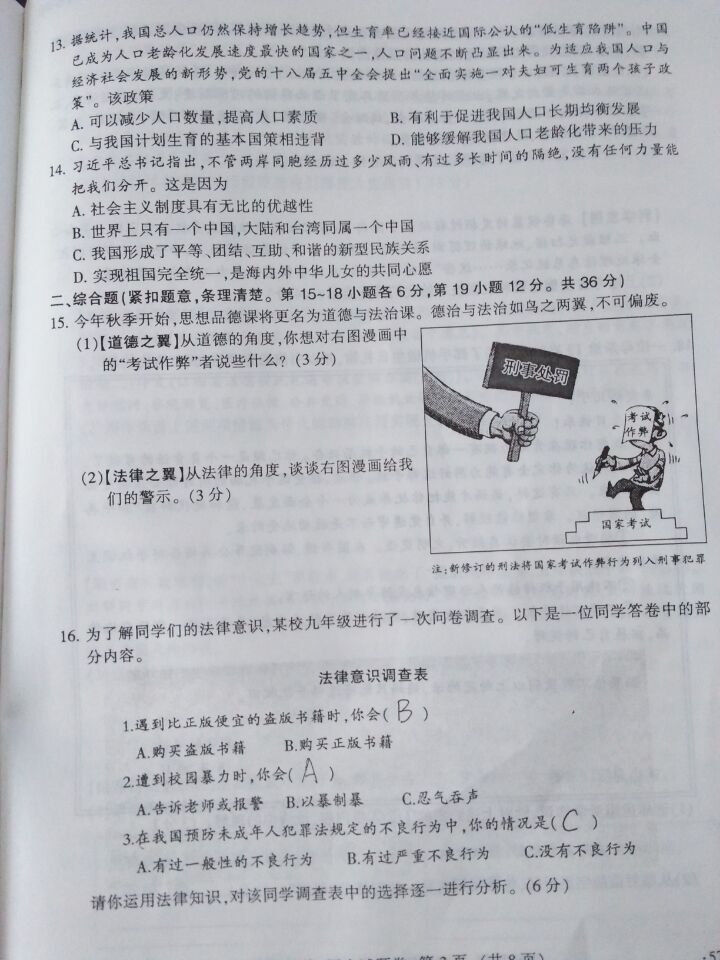 13. 据统计,我国总人口仍然保持增长趋势,但生育率已经接近国际公认的“低生育陷阱”。中国
已成为人口老龄化发展速度最快的国家之一,人口问题不断凸显出来。为适应我国人口与
经济社会发展的新形势,党的十八届五中全会提出“全面实施一对夫妇可生育两个孩子政
策”。该政策
A. 可以减少人口数量,提高人口素质 B. 有利于促进我国人口长期均衡发展
C. 与我国计划生育的基本国策相违背 D. 能够缓解我国人口老龄化带来的压力
14. 习近平总书记指出,不管两岸同胞经历过多少风雨、有过多长时间的隔绝,没有任何力量能
把我们分开。这是因为
A. 社会主义制度具有无比的优越性
B. 世界上只有一个中国,大陆和台湾同属一个中国
C. 我国形成了平等、团结、互助、和谐的新型民族关系
D. 实现祖国完全统一,是海内外中华儿女的共同心愿
二、综合题(紧扣题意,条理清楚。第 15~18 小题各 6 分,第 19 小题 12 分。共 36 分)
15. 今年秋季开始,思想品德课将更名为道德与法治课。德治与法治如鸟之两翼,不可偏废。
(1)【道德之翼】从道德的角度,你想对右图漫画中
的“考试作弊”者说些什么? (3 分)
刑事处罚
考试
作弊
(2)【法律之翼】从法律的角度,谈谈右图漫画给我
们的警示。(3 分)
国家考试
注:新修订的刑法将国家考试作弊行为列入刑事犯罪
16. 为了解同学们的法律意识,某校九年级进行了一次问卷调查。以下是一位同学答卷中的部
分内容。
法律意识调查表
1.遇到比正版便宜的盗版书籍时,你会( B )
A.购买盗版书籍 B.购买正版书籍
2.遭到校园暴力时,你会( A )
A.告诉老师或报警 B.以暴制暴 C.忍气吞声
3.在我国预防未成年人犯罪法规定的不良行为中,你的情况是( C )
A.有过一般性的不良行为 B.有过严重不良行为 C.没有不良行为
请你运用法律知识,对该同学调查表中的选择逐一进行分析。(6 分)
第 3 页 (共 8 页)